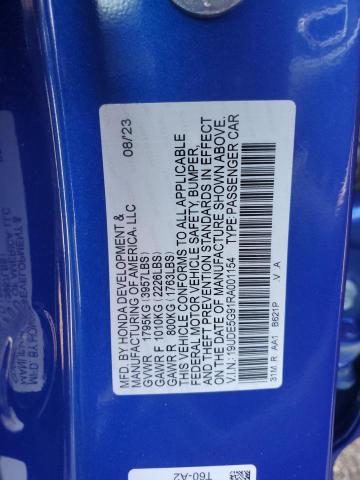 MFD. BY HONDA DEVELOPMENT & 08/'23
MANUFACTURING OF AMERICA, LLC
GVWR 1795KG (3957LBS)
GAWR F 1010KG (2226LBS)
GAWR R 800KG (1763LBS)
THIS VEHICLE CONFORMS TO ALL APPLICABLE
FEDERAL MOTOR VEHICLE SAFETY, BUMPER,
AND THEFT PREVENTION STANDARDS IN EFFECT
ON THE DATE OF MANUFACTURE SHOWN ABOVE.
V.I.N.: 19UDE5G91RA001154 TYPE: PASSENGER CAR
31M R AA1 B621P V A
T60-A2